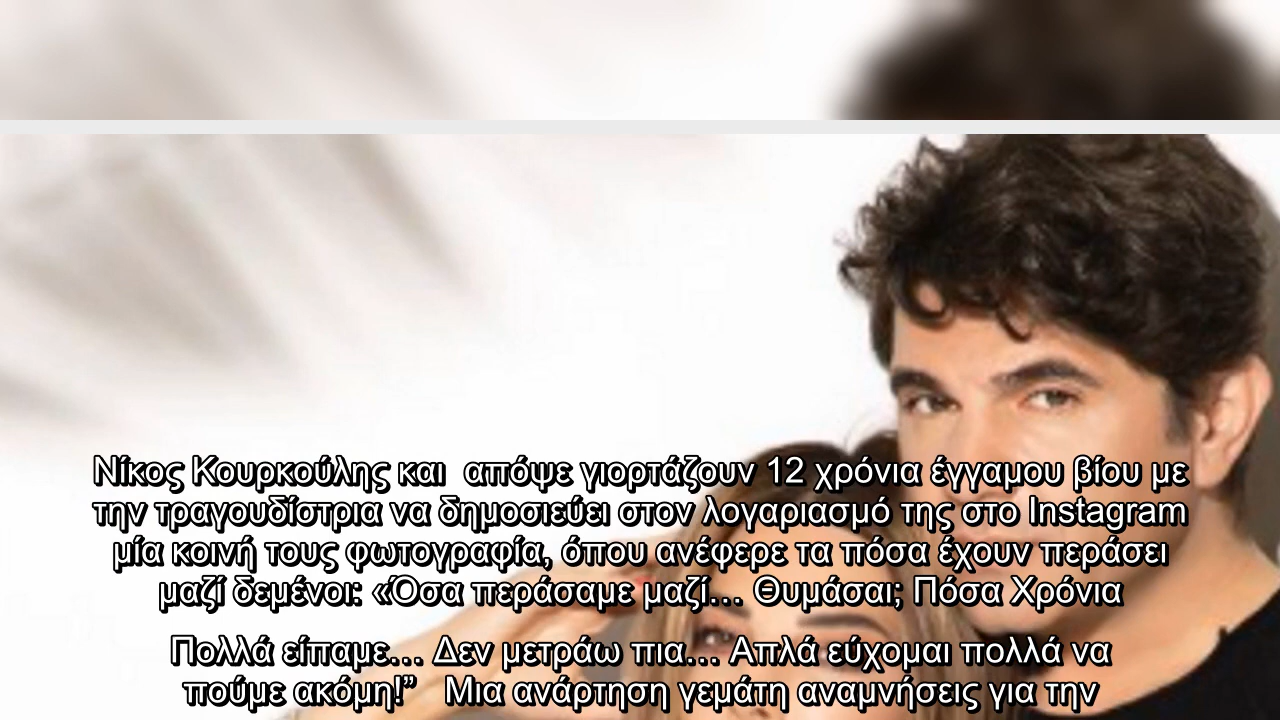 Νίκος Κουρκούλης και  απόψε γιορτάζουν 12 χρόνια έγγαμου βίου με
την τραγουδίστρια να δημοσιεύει στον λογαριασμό της στο Instagram
μία κοινή τους φωτογραφία, όπου ανέφερε τα πόσα έχουν περάσει
μαζί δεμένοι: «Όσα περάσαμε μαζί… Θυμάσαι; Πόσα Χρόνια
Πολλά είπαμε… Δεν μετράω πια… Απλά εύχομαι πολλά να
πούμε ακόμη!”   Μια ανάρτηση γεμάτη αναμνήσεις για την